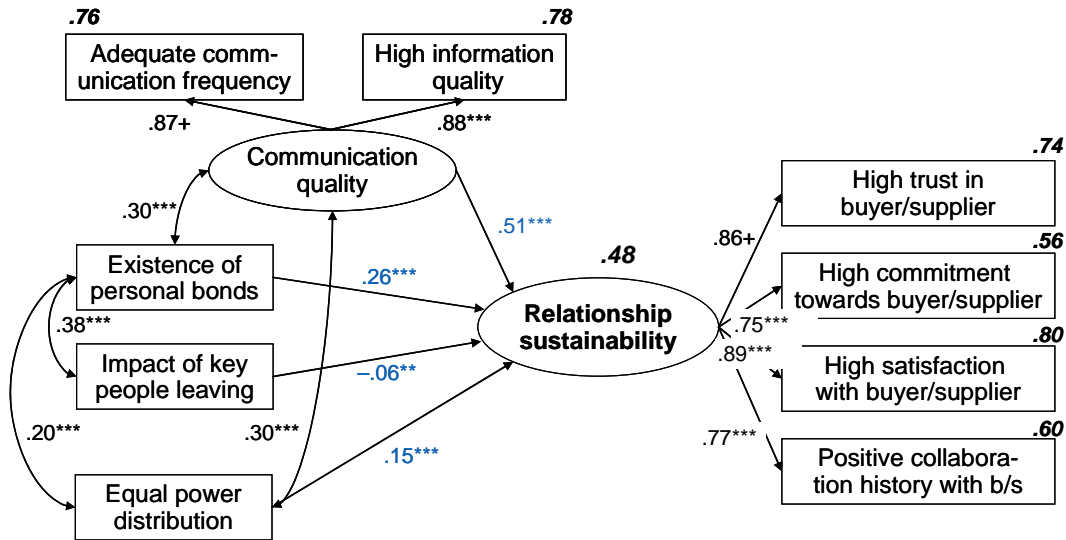 .76
Adequate comm-
unication frequency
.78
High information
quality
.87+
.88***
Communication
quality
.30***
.51***
Existence of
personal bonds
.26***
.38***
Impact of key
people leaving
–.06**
.20***
.30***
.15***
Equal power
distribution
.48
Relationship
sustainability
.74
High trust in
buyer/supplier
.86+
.56
High commitment
towards buyer/supplier
.75***
.89***
.80
High satisfaction
with buyer/supplier
.77***
.60
Positive collabora-
tion history with b/s